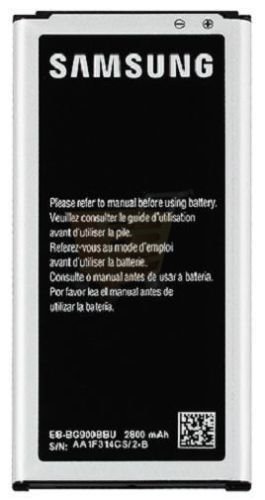 SAMSUNG
Please refer to manual before using battery.
Veuillez consulter le guide d'utilisation
avant d'utiliser la pile.
Referez-vous au mode d'emploi
avant d'utiliser la batterie.
Consulte o manual antes de usar a bateria.
Por favor lea el manual antes de
usar la batería.
EB-BG900BBU 2800 mAh
S/N: AA1F314CS/2-B